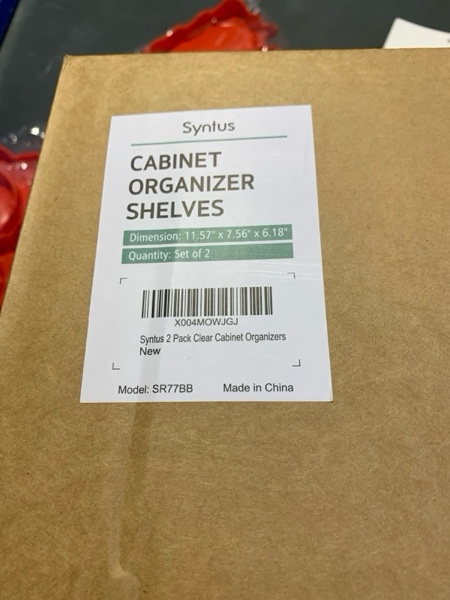 Syntus
CABINET
ORGANIZER
SHELVES
Dimension: 11.57" x 7.56" x 6.18"
Quantity: Set of 2
X004MOWJGJ
Syntus 2 Pack Clear Cabinet Organizers
New
Model: SR77BB Made in China